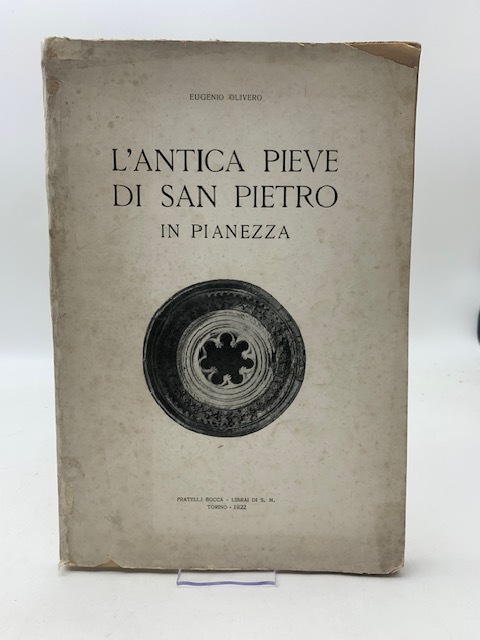 EUGENIO OLIVERO
L'ANTICA PIEVE
DI SAN PIETRO
IN PIANEZZA
FRATELLI BOCCA - LIBRAI DI S. M.
TORINO - 1922